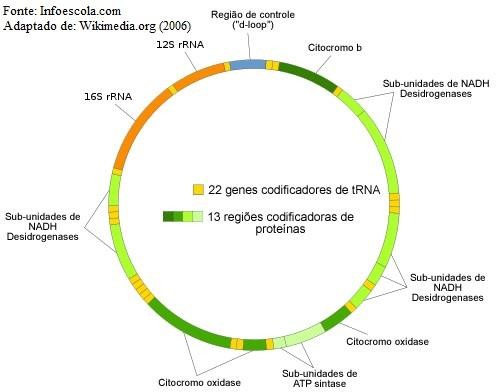 Fonte: Infoescola.com
Adaptado de: Wikimedia.org (2006)
Região de controle
("d-loop")
12S rRNA
Citocromo b
16S rRNA
Sub-unidades de NADH
Desidrogenases
22 genes codificadores de tRNA
13 regiões codificadoras de
proteínas
Sub-unidades de
NADH
Desidrogenases
Sub-unidades de
NADH
Desidrogenases
Citocromo oxidase
Sub-unidades de
ATP sintase
Citocromo oxidase